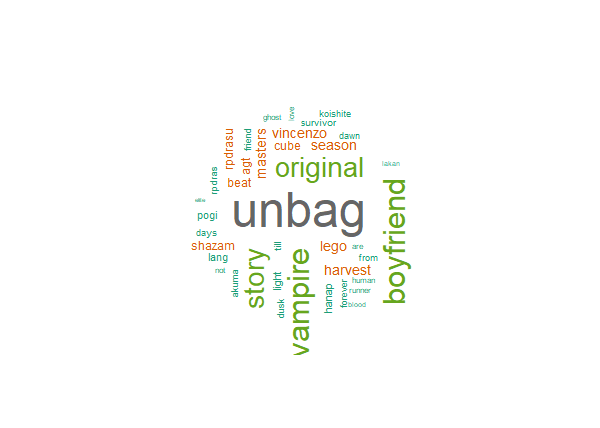 ghost
love
koishite
survivor
vincenzo
dawn
friend
rpdrasu
masters
cube
season
agt
original
lakan
rpdras
beat
boyfriend
unbag
pogi
days
shazam
till
lego
are
lang
from
story
vampire
harvest
not
akuma
light
human
hanap
forever
runner
dusk
blood